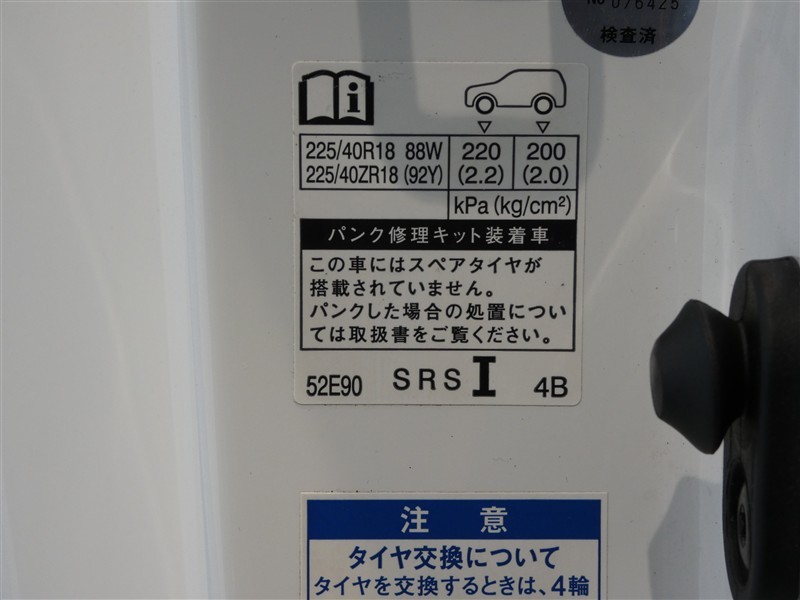 No 076425
検査済
i
225/40R18 88W 220 200
225/40ZR18 (92Y) (2.2) (2.0)
kPa (kg/cm²)
パンク修理キット装着車
この車にはスペアタイヤが
搭載されていません。
パンクした場合の処置につい
ては取扱書をご覧ください。
52E90 SRS I 4B
注 意
タイヤ交換について
タイヤを交換するときは、4輪